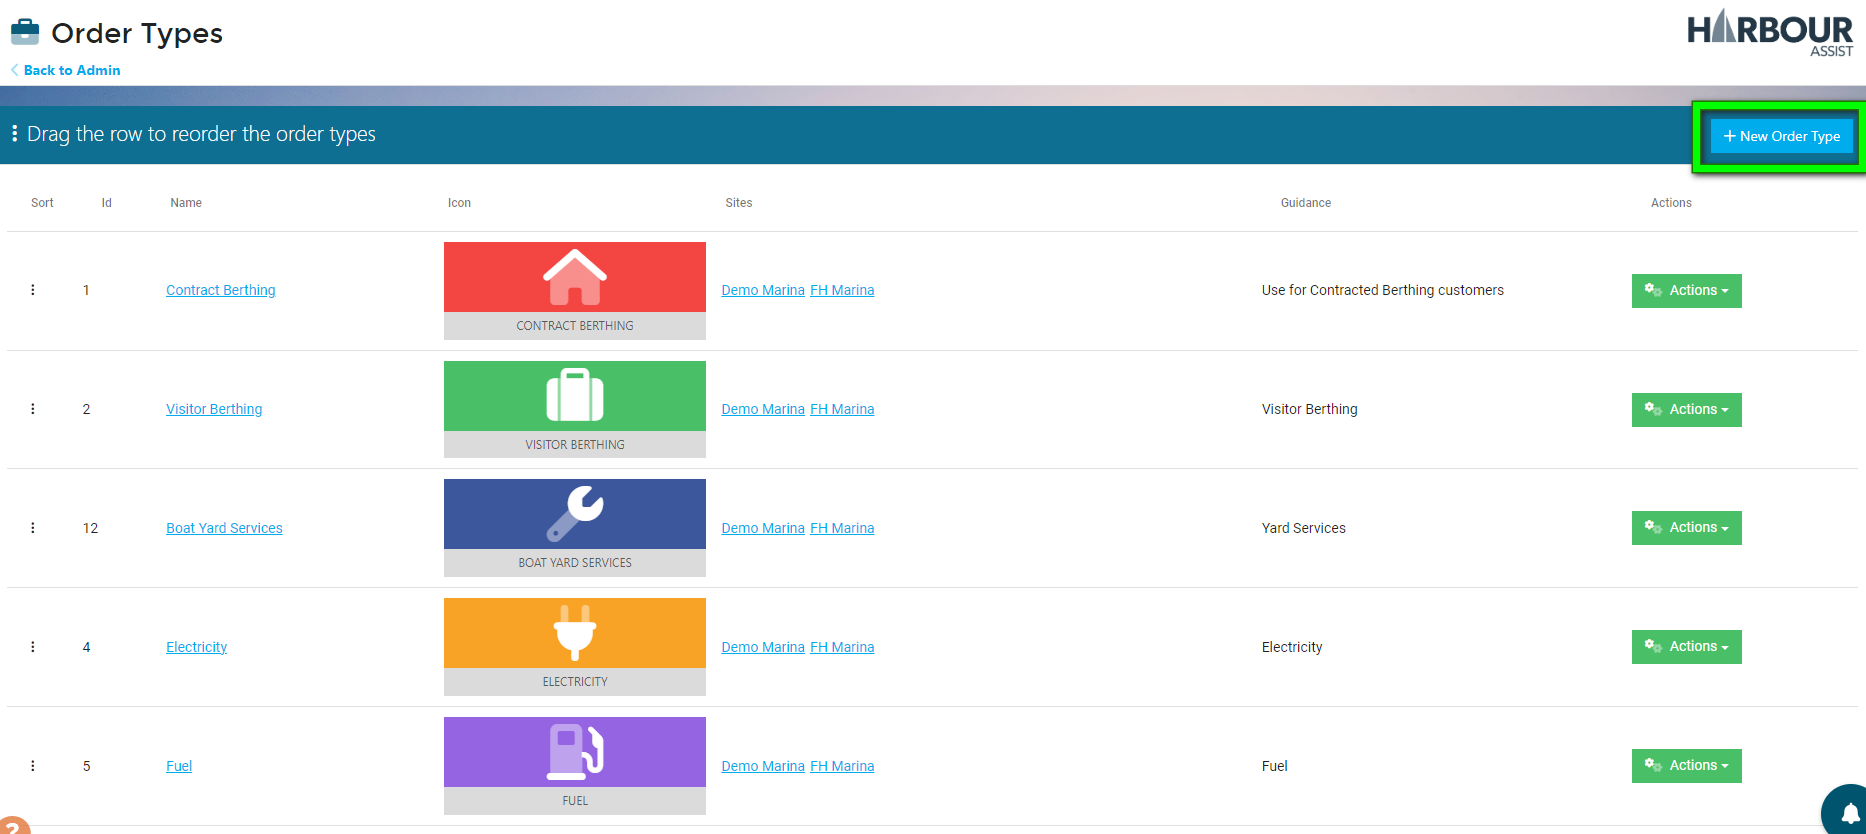 Order Types
HARBOUR
ASSIST
Back to Admin
Drag the row to reorder the order types
+ New Order Type
Sort Id Name Icon Sites Guidance Actions
1 Contract Berthing CONTRACT BERTHING Demo Marina FH Marina Use for Contracted Berthing customers Actions
2 Visitor Berthing VISITOR BERTHING Demo Marina FH Marina Visitor Berthing Actions
12 Boat Yard Services BOAT YARD SERVICES Demo Marina FH Marina Yard Services Actions
4 Electricity ELECTRICITY Demo Marina FH Marina Electricity Actions
5 Fuel FUEL Demo Marina FH Marina Fuel Actions
?